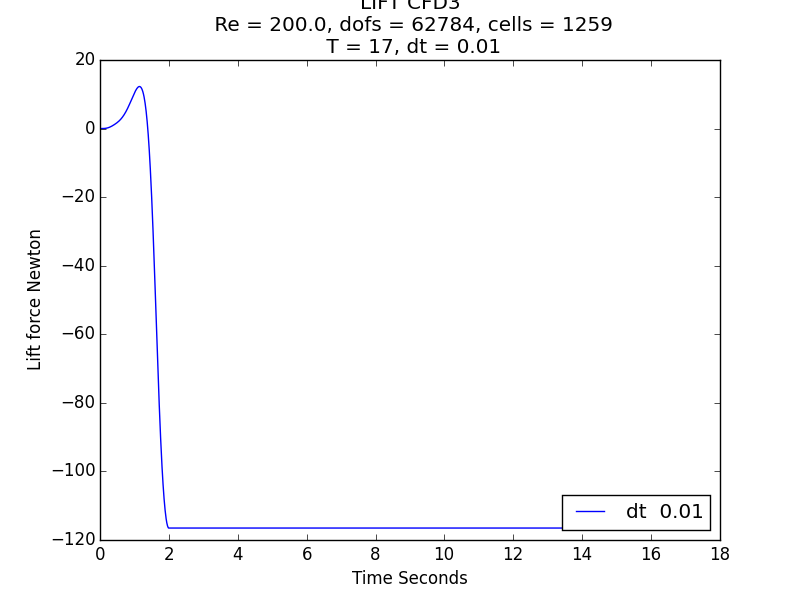 LIFT CFD3
Re = 200.0, dofs = 62784, cells = 1259
T = 17, dt = 0.01
20
0
−20
−40
−60
−80
−100
−120
Lift force Newton
0 2 4 6 8 10 12 14 16 18
Time Seconds
dt 0.01